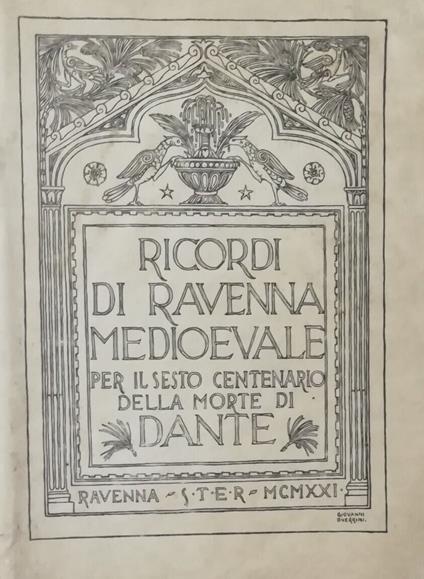 RICORDI
DI RAVENNA
MEDIOEVALE
PER IL SESTO CENTENARIO
DELLA MORTE DI
DANTE
RAVENNA – S·T·E·R – MCMXXI·
GIOVANNI
GUERRINI.